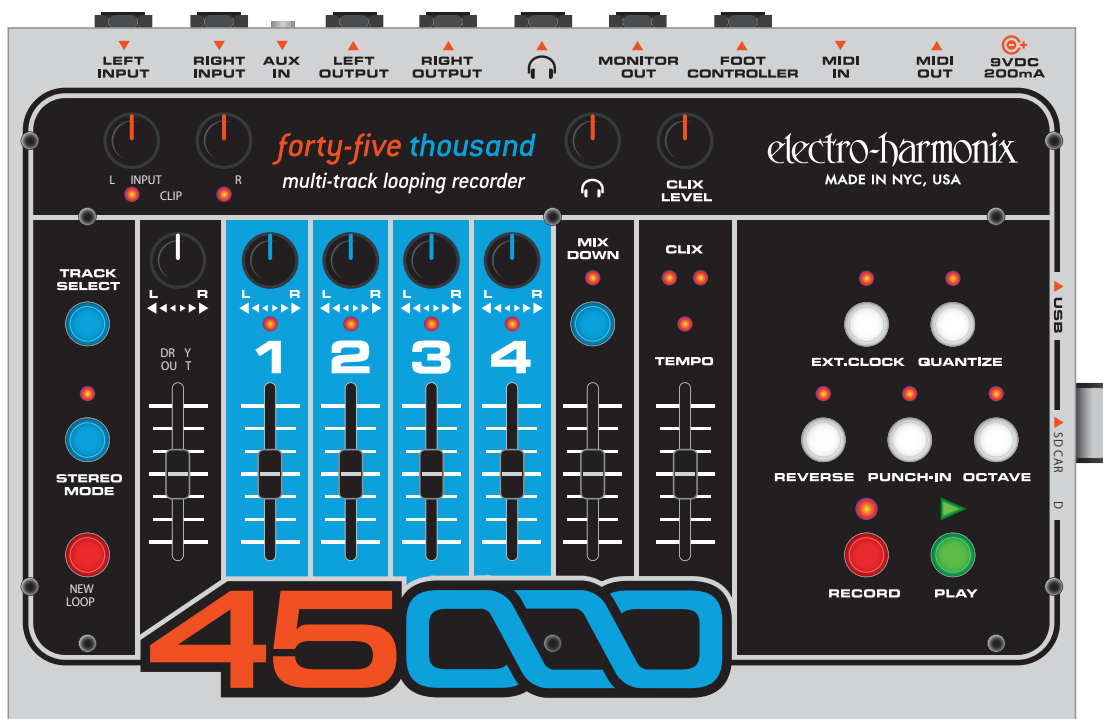 LEFT
INPUT
RIGHT
INPUT
AUX
IN
LEFT
OUTPUT
RIGHT
OUTPUT
MONITOR
OUT
FOOT
CONTROLLER
MIDI
IN
MIDI
OUT
9VDC
200mA
L INPUT R
CLIP
forty-five thousand
multi-track looping recorder
CLIX
LEVEL
electro-harmonix
MADE IN NYC, USA
TRACK
SELECT
STEREO
MODE
NEW
LOOP
L R
DR Y
OU T
L R
1
L R
2
L R
3
L R
4
MIX
DOWN
CLIX
TEMPO
EXT.CLOCK QUANTIZE
REVERSE PUNCH-IN OCTAVE
RECORD PLAY
USB
SD CAR D
45000